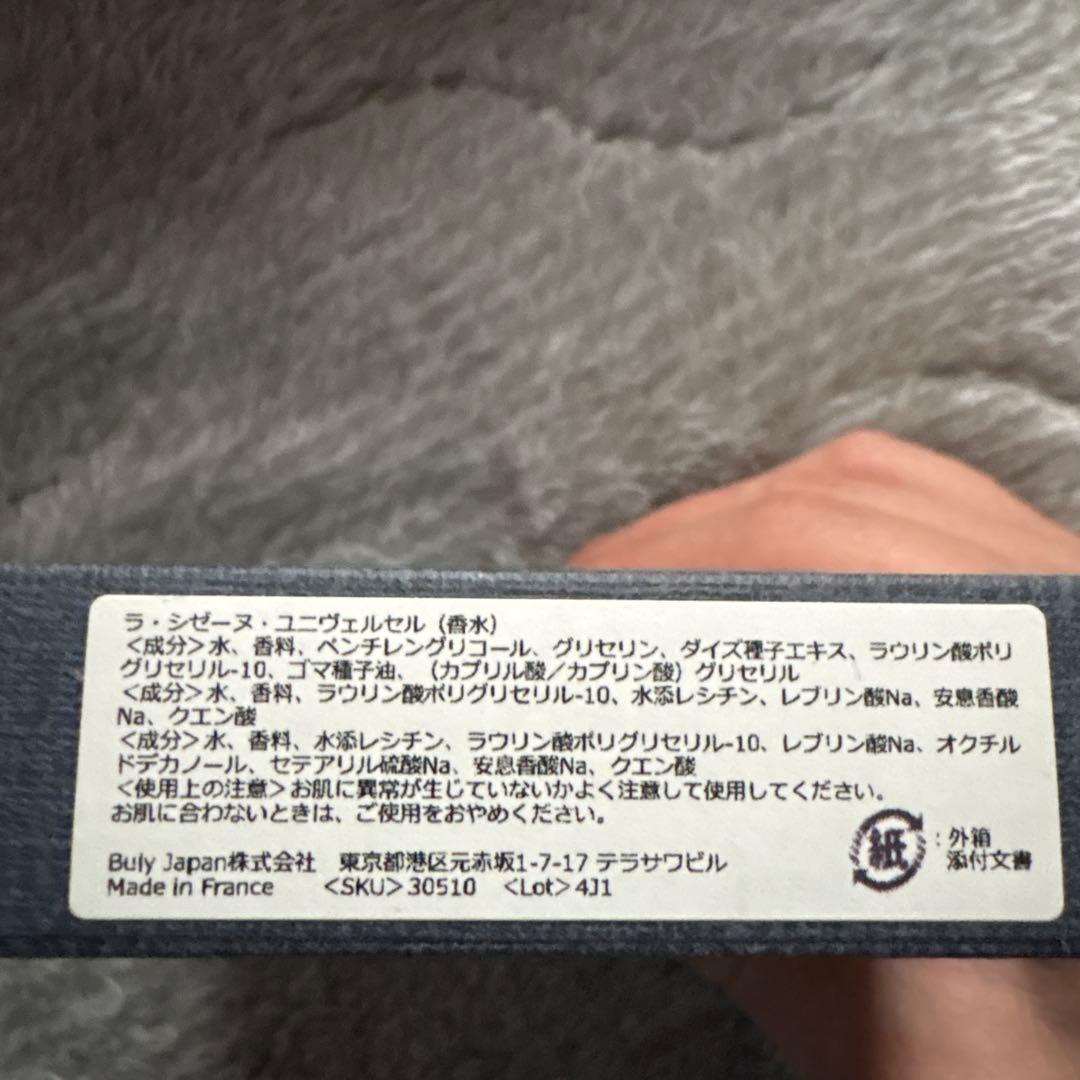 ラ・シゼーヌ・ユニヴェルセル（香水）
＜成分＞水、香料、ペンチレングリコール、グリセリン、ダイズ種子エキス、ラウリン酸ポリ
グリセリル-10、ゴマ種子油、（カプリル酸／カプリン酸）グリセリル
＜成分＞水、香料、ラウリン酸ポリグリセリル-10、水添レシチン、レブリン酸Na、安息香酸
Na、クエン酸
＜成分＞水、香料、水添レシチン、ラウリン酸ポリグリセリル-10、レブリン酸Na、オクチル
ドデカノール、セテアリル硫酸Na、安息香酸Na、クエン酸
＜使用上の注意＞お肌に異常が生じていないかよく注意して使用してください。
お肌に合わないときは、ご使用をおやめください。
紙：外箱
添付文書
Buly Japan株式会社　東京都港区元赤坂1-7-17 テラサワビル
Made in France　＜SKU＞30510　＜Lot＞4J1